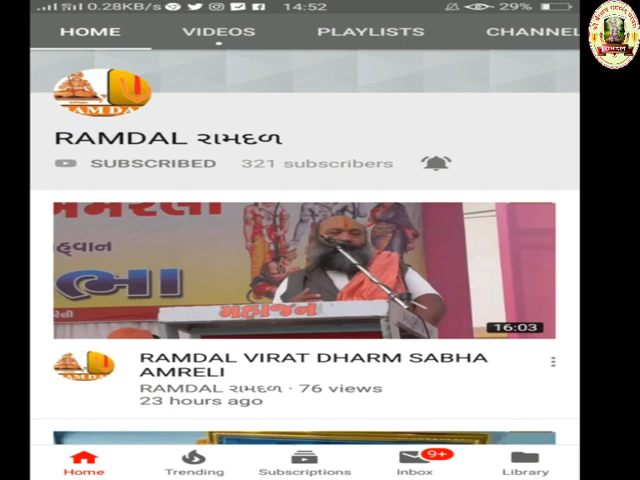 0.28KB/s 14:52 29%
HOME VIDEOS PLAYLISTS CHANNEL
RAMDAL રામદળ
SUBSCRIBED 321 subscribers
મહાજન
16:03
RAMDAL VIRAT DHARM SABHA
AMRELI
RAMDAL રામદળ · 76 views
23 hours ago
Home Trending Subscriptions 9+ Inbox Library